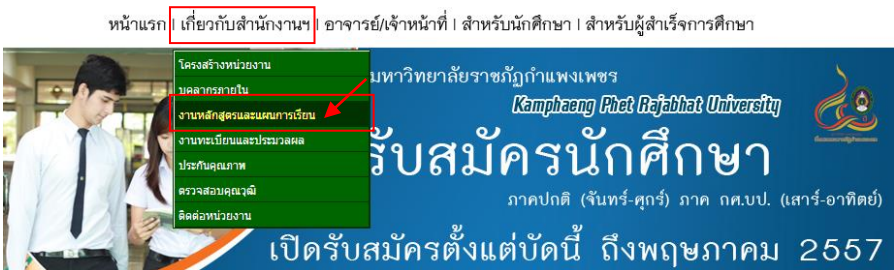 หน้าแรก | เกี่ยวกับสำนักงานฯ | อาจารย์/เจ้าหน้าที่ | สำหรับนักศึกษา | สำหรับผู้สำเร็จการศึกษา
โครงสร้างหน่วยงาน
บุคลากรภายใน
งานหลักสูตรและแผนการเรียน
งานทะเบียนและประมวลผล
ประกันคุณภาพ
ตรวจสอบคุณวุฒิ
ติดต่อหน่วยงาน
มหาวิทยาลัยราชภัฏกำแพงเพชร
Kamphaeng Phet Rajabhat University
รับสมัครนักศึกษา
ภาคปกติ (จันทร์-ศุกร์) ภาค กศ.บป. (เสาร์-อาทิตย์)
เปิดรับสมัครตั้งแต่บัดนี้ ถึงพฤษภาคม 2557